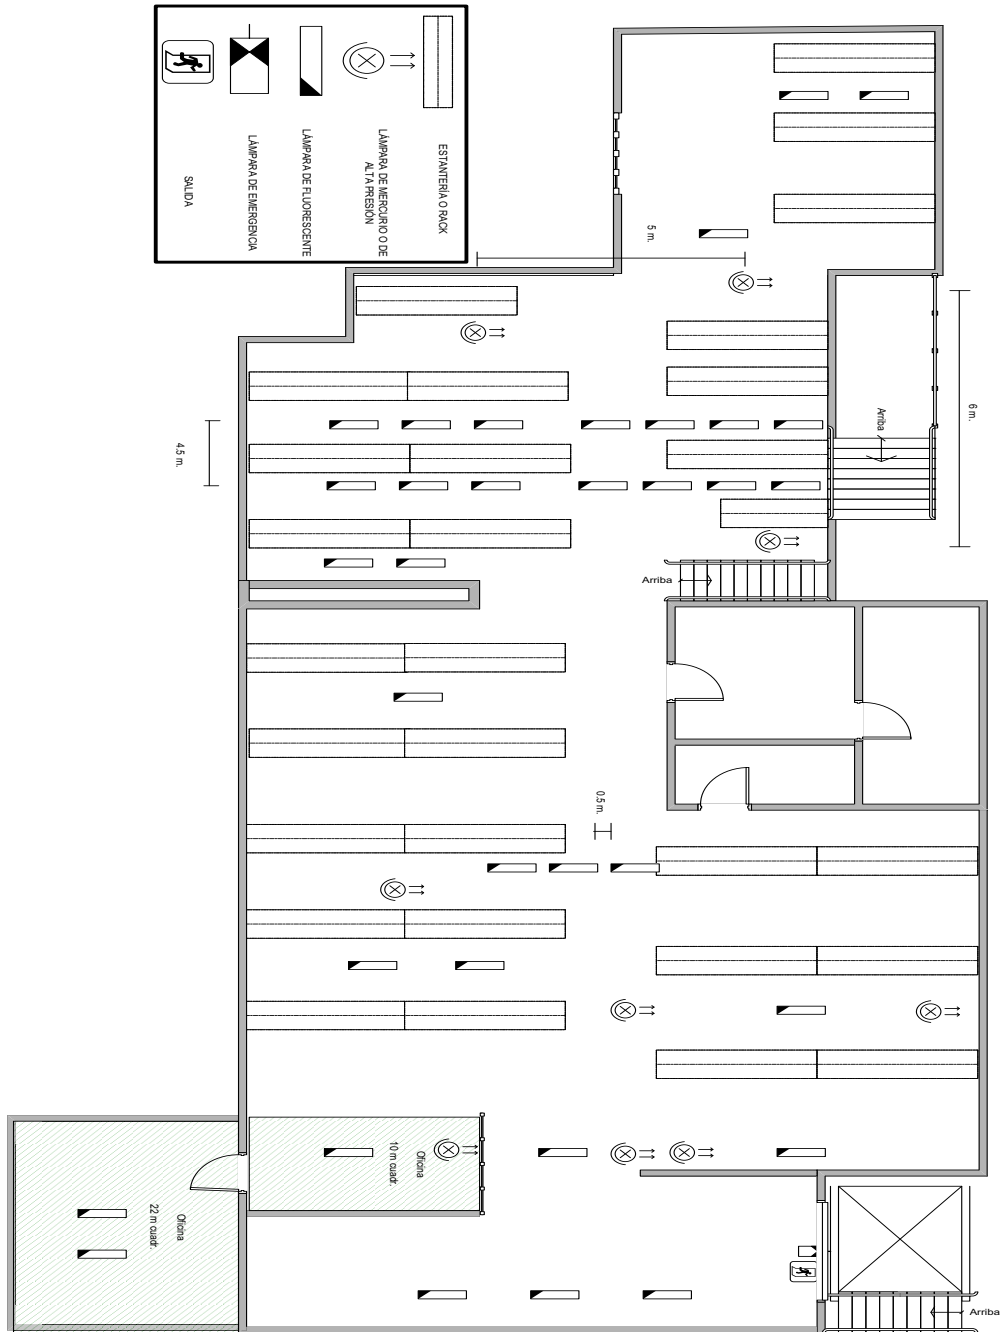 ESTANTERÍA O RACK
LÁMPARA DE MERCURIO O DE
ALTA PRESIÓN
LÁMPARA DE FLUORESCENTE
LÁMPARA DE EMERGENCIA
SALIDA
5 m.
6 m.
Arriba
4.5 m.
Arriba
0.5 m.
Oficina
10 m cuadr.
Oficina
22 m cuadr.
Arriba